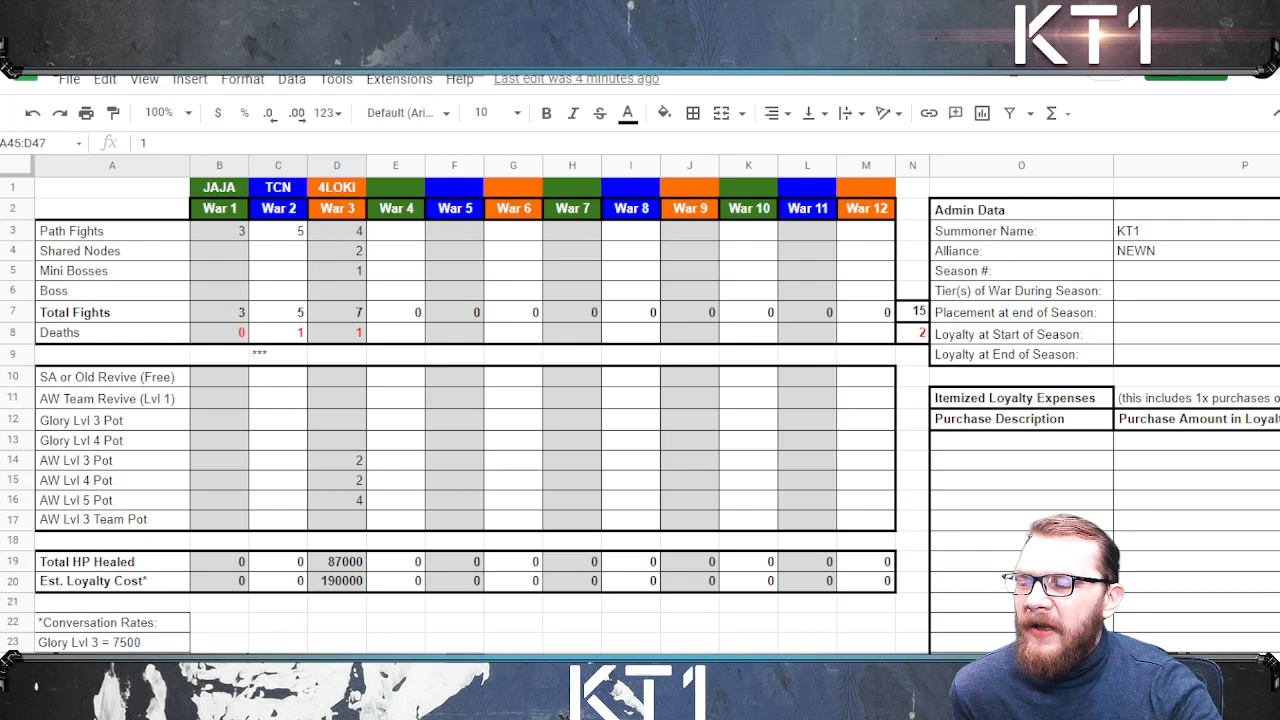 KT1
File Edit View Insert Format Data Tools Extensions Help Last edit was 4 minutes ago
100% $ % .0 .00 123 Default (Ari... 10 B I S A
A45:D47 fx 1
A B C D E F G H I J K L M N O P
1 JAJA TCN 4LOKI
2 War 1 War 2 War 3 War 4 War 5 War 6 War 7 War 8 War 9 War 10 War 11 War 12 Admin Data
3 Path Fights 3 5 4 Summoner Name: KT1
4 Shared Nodes 2 Alliance: NEWN
5 Mini Bosses 1 Season #:
6 Boss Tier(s) of War During Season:
7 Total Fights 3 5 7 0 0 0 0 0 0 0 0 0 15 Placement at end of Season:
8 Deaths 0 1 1 2 Loyalty at Start of Season:
9 *** Loyalty at End of Season:
10 SA or Old Revive (Free)
11 AW Team Revive (Lvl 1) Itemized Loyalty Expenses (this includes 1x purchases o
12 Glory Lvl 3 Pot Purchase Description Purchase Amount in Loyalt
13 Glory Lvl 4 Pot
14 AW Lvl 3 Pot 2
15 AW Lvl 4 Pot 2
16 AW Lvl 5 Pot 4
17 AW Lvl 3 Team Pot
18
19 Total HP Healed 0 0 87000 0 0 0 0 0 0 0 0 0
20 Est. Loyalty Cost* 0 0 190000 0 0 0 0 0 0 0 0 0
21
22 *Conversation Rates:
23 Glory Lvl 3 = 7500
KT1